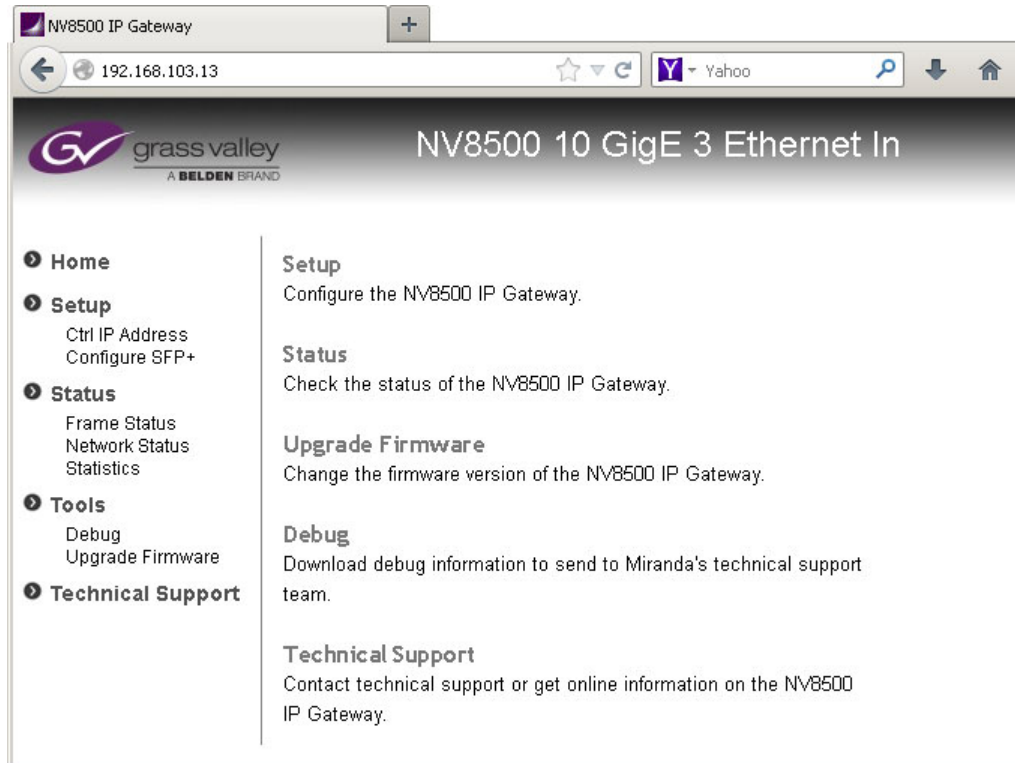 NV8500 IP Gateway
192.168.103.13
Yahoo
GV grass valley
A BELDEN BRAND
NV8500 10 GigE 3 Ethernet In
Home
Setup
Ctrl IP Address
Configure SFP+
Status
Frame Status
Network Status
Statistics
Tools
Debug
Upgrade Firmware
Technical Support
Setup
Configure the NV8500 IP Gateway.
Status
Check the status of the NV8500 IP Gateway.
Upgrade Firmware
Change the firmware version of the NV8500 IP Gateway.
Debug
Download debug information to send to Miranda's technical support
team.
Technical Support
Contact technical support or get online information on the NV8500
IP Gateway.